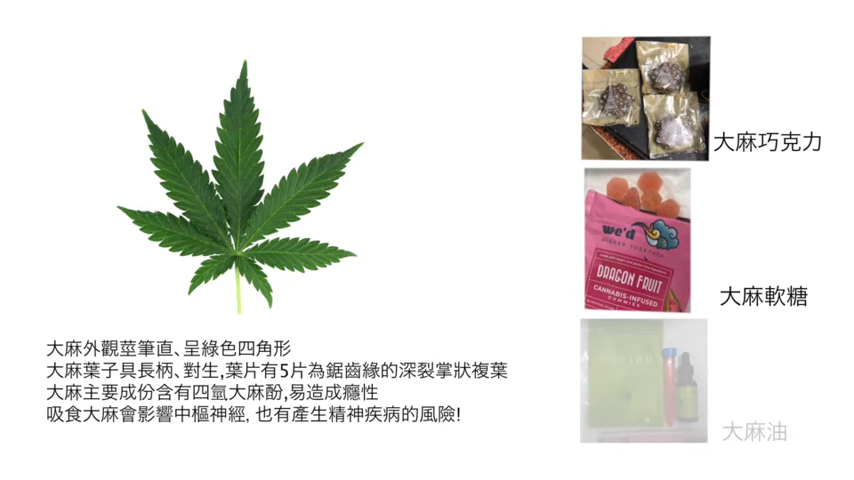 大麻巧克力
we'd
HIGHER TOGETHER
DRAGON FRUIT
CANNABIS-INFUSED
GUMMIES
大麻軟糖
大麻油
大麻外觀莖筆直、呈綠色四角形
大麻葉子具長柄、對生,葉片有5片為鋸齒緣的深裂掌狀複葉
大麻主要成份含有四氫大麻酚,易造成癮性
吸食大麻會影響中樞神經, 也有產生精神疾病的風險!